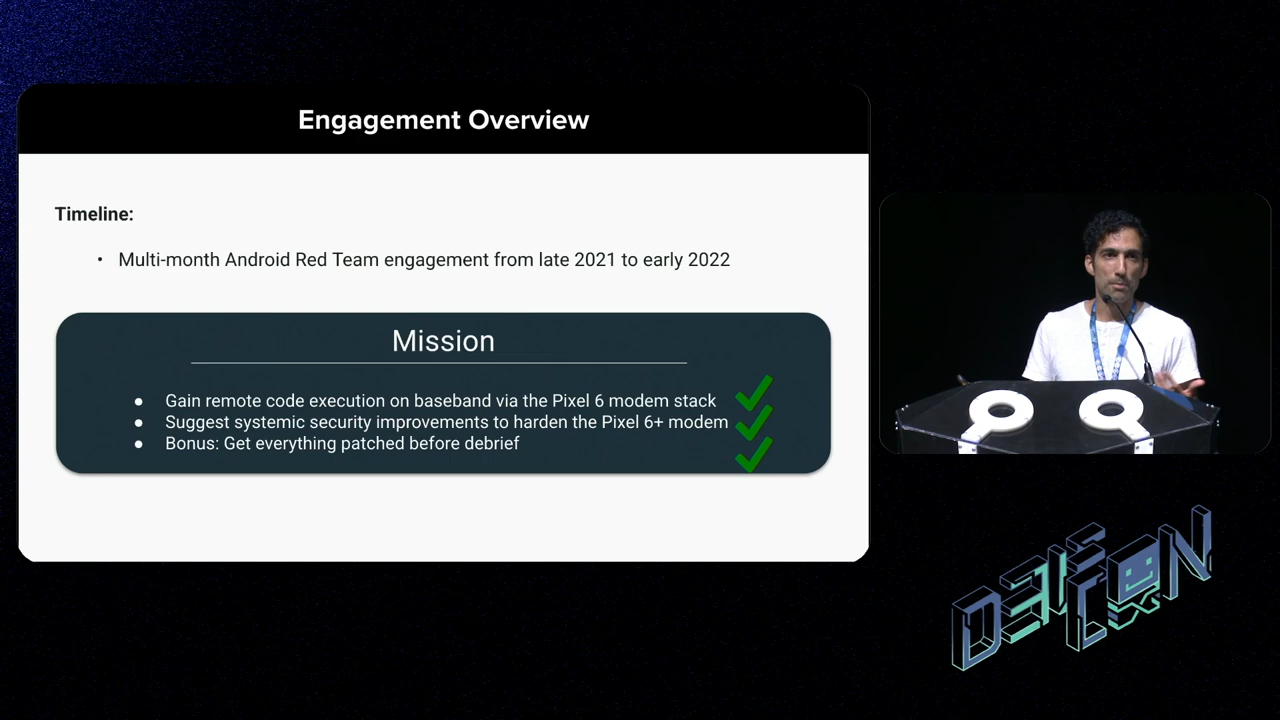 Engagement Overview
Timeline:
• Multi-month Android Red Team engagement from late 2021 to early 2022
Mission
● Gain remote code execution on baseband via the Pixel 6 modem stack
● Suggest systemic security improvements to harden the Pixel 6+ modem
● Bonus: Get everything patched before debrief
DEF
CON